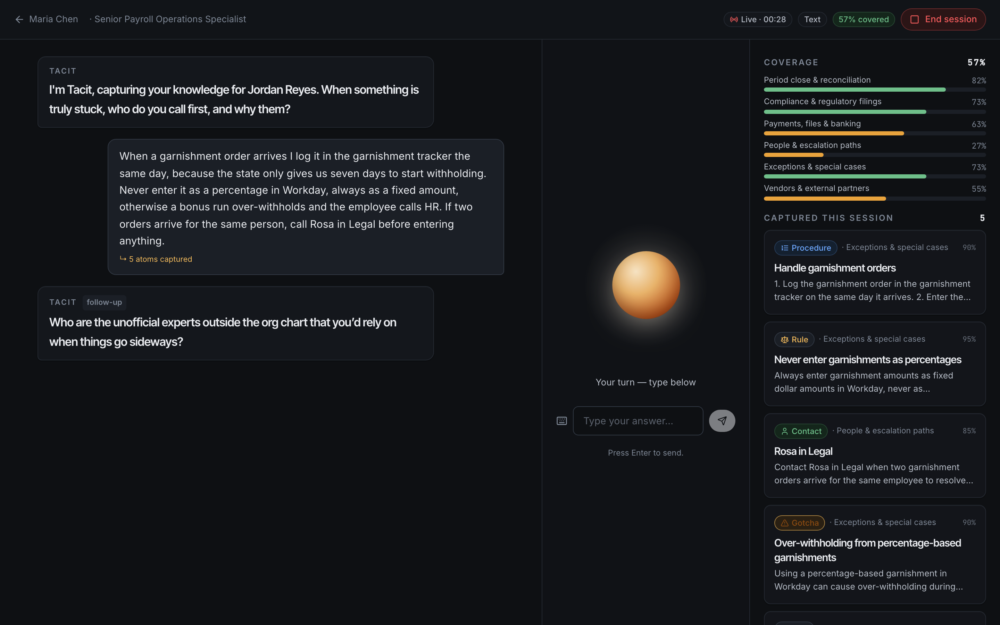 Maria Chen · Senior Payroll Operations Specialist
Live · 00:28
Text
57% covered
End session
TACIT
I'm Tacit, capturing your knowledge for Jordan Reyes. When something is
truly stuck, who do you call first, and why them?
When a garnishment order arrives I log it in the garnishment tracker the
same day, because the state only gives us seven days to start withholding.
Never enter it as a percentage in Workday, always as a fixed amount,
otherwise a bonus run over-withholds and the employee calls HR. If two
orders arrive for the same person, call Rosa in Legal before entering
anything.
5 atoms captured
TACIT follow-up
Who are the unofficial experts outside the org chart that you’d rely on
when things go sideways?
Your turn — type below
Type your answer...
Press Enter to send.
COVERAGE 57%
Period close & reconciliation 82%
Compliance & regulatory filings 73%
Payments, files & banking 63%
People & escalation paths 27%
Exceptions & special cases 73%
Vendors & external partners 55%
CAPTURED THIS SESSION 5
Procedure · Exceptions & special cases 90%
Handle garnishment orders
1. Log the garnishment order in the garnishment
tracker on the same day it arrives. 2. Enter the...
Rule · Exceptions & special cases 95%
Never enter garnishments as percentages
Always enter garnishment amounts as fixed
dollar amounts in Workday, never as...
Contact · People & escalation paths 85%
Rosa in Legal
Contact Rosa in Legal when two garnishment
orders arrive for the same employee to resolve...
Gotcha · Exceptions & special cases 90%
Over-withholding from percentage-based
garnishments
Using a percentage-based garnishment in
Workday can cause over-withholding during...